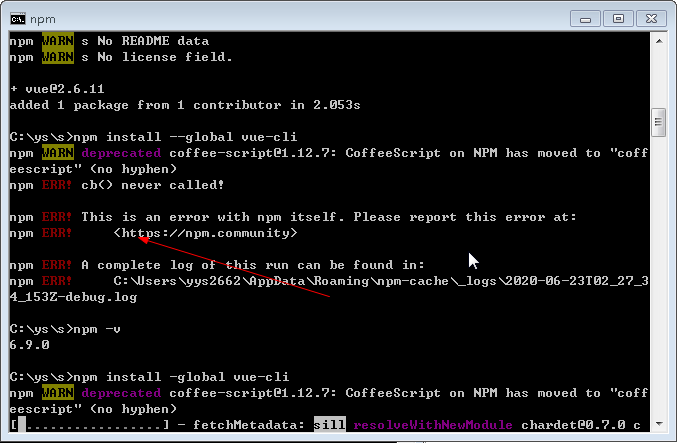 npm
npm WARN s No README data
npm WARN s No license field.
+ vue@2.6.11
added 1 package from 1 contributor in 2.053s
C:\ys\s>npm install --global vue-cli
npm WARN deprecated coffee-script@1.12.7: CoffeeScript on NPM has moved to "coff
eescript" (no hyphen)
npm ERR! cb() never called!
npm ERR! This is an error with npm itself. Please report this error at:
npm ERR!     <https://npm.community>
npm ERR! A complete log of this run can be found in:
npm ERR!     C:\Users\yys2662\AppData\Roaming\npm-cache\_logs\2020-06-23T02_27_3
4_153Z-debug.log
C:\ys\s>npm -v
6.9.0
C:\ys\s>npm install -global vue-cli
npm WARN deprecated coffee-script@1.12.7: CoffeeScript on NPM has moved to "coff
eescript" (no hyphen)
[ .................] - fetchMetadata: sill resolveWithNewModule chardet@0.7.0 c